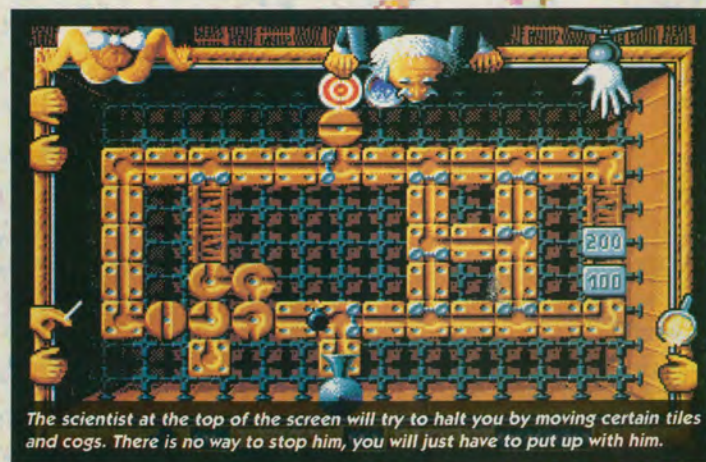 200
100
The scientist at the top of the screen will try to halt you by moving certain tiles
and cogs. There is no way to stop him, you will just have to put up with him.